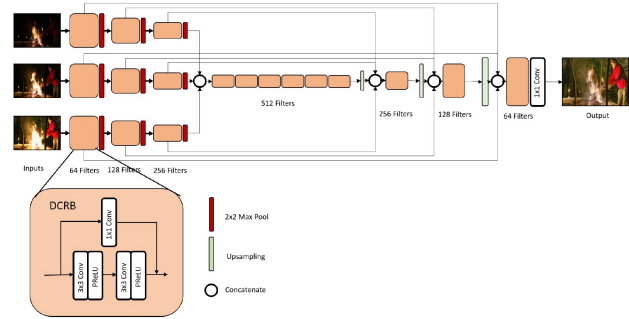 512 Filters
256 Filters
128 Filters
64 Filters
1x1 Conv
Output
Inputs
64 Filters
128 Filters
256 Filters
DCRB
1x1 Conv
3x3 Conv
PReLU
3x3 Conv
PReLU
2x2 Max Pool
Upsampling
Concatenate